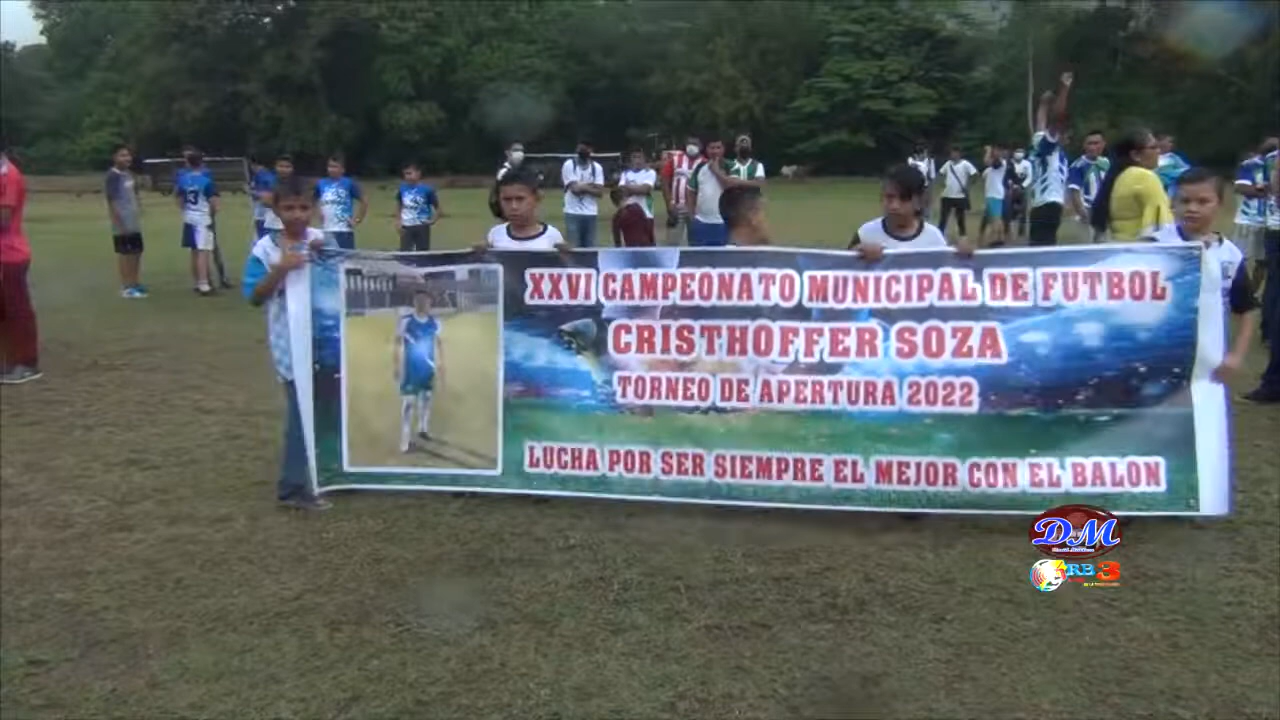 XXVI CAMPEONATO MUNICIPAL DE FUTBOL
CRISTHOFFER SOZA
TORNEO DE APERTURA 2022
LUCHA POR SER SIEMPRE EL MEJOR CON EL BALON
3
DM
RB3